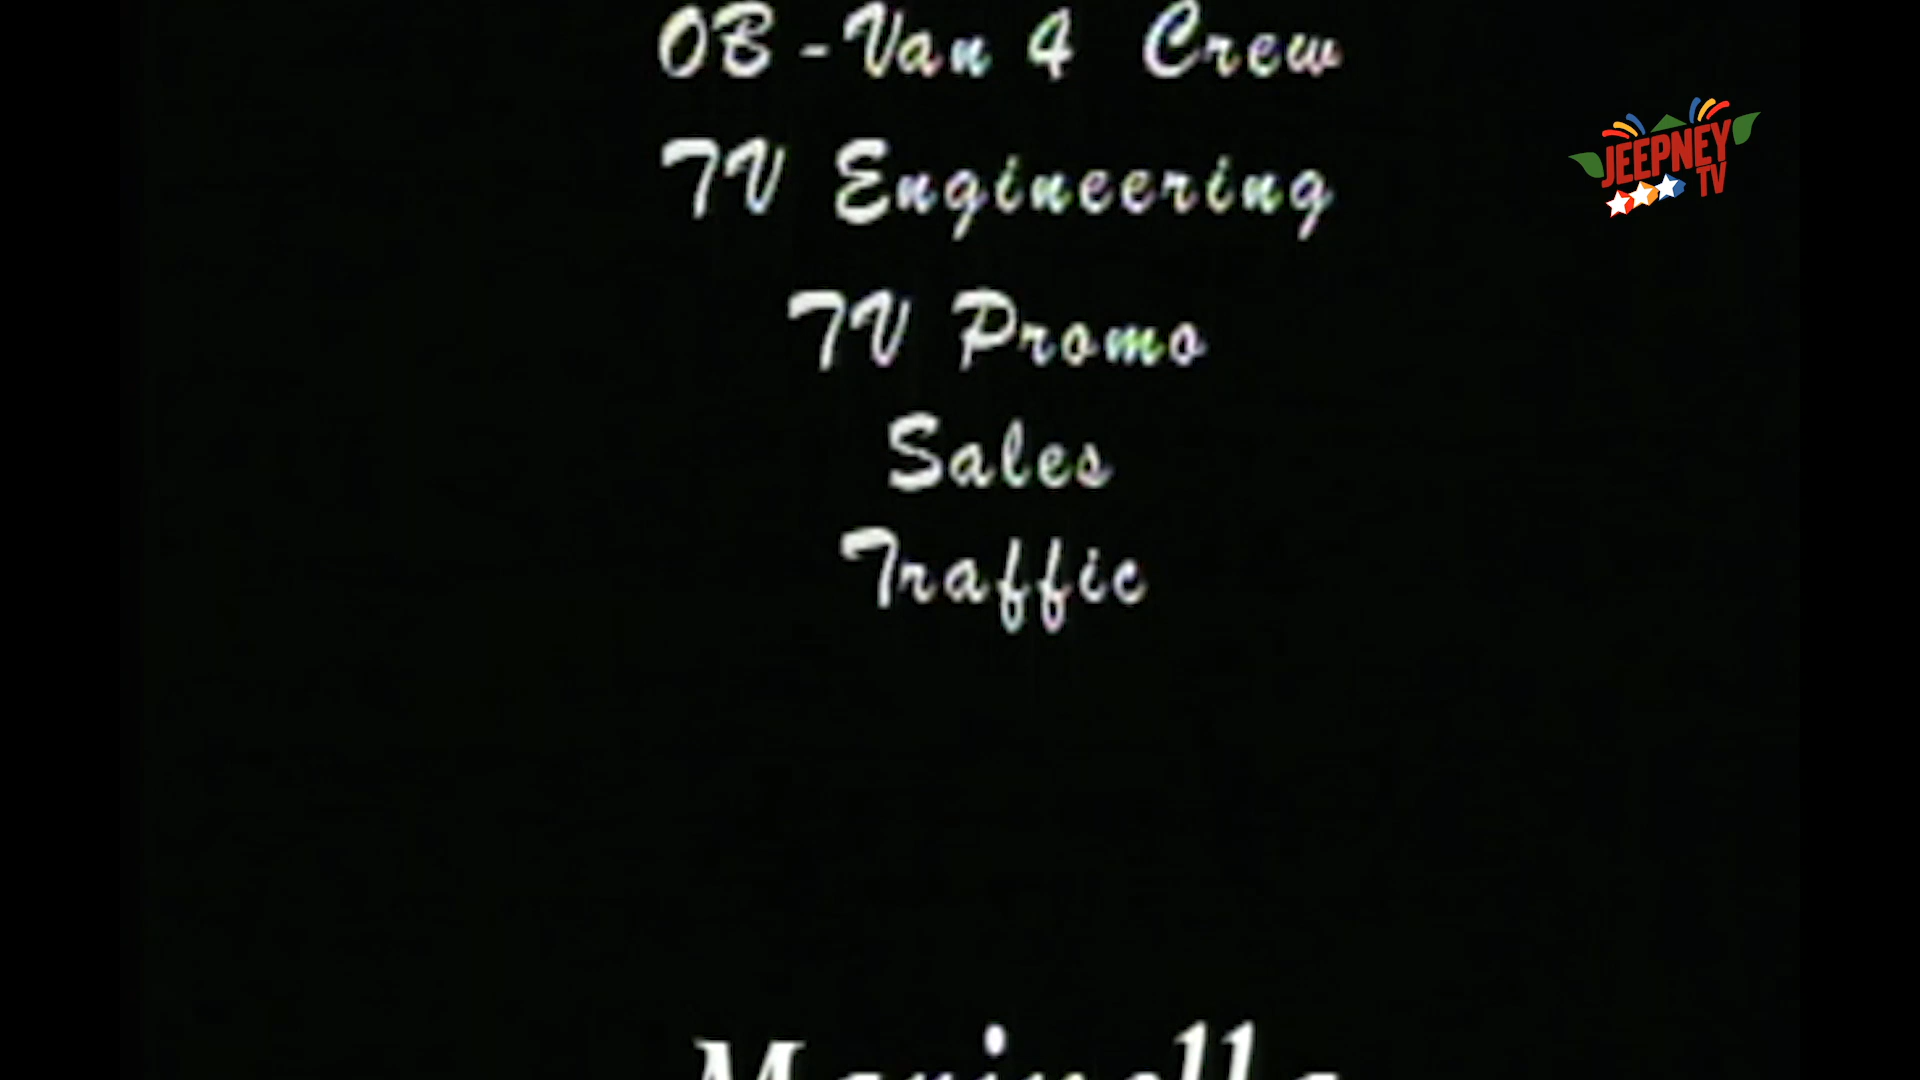 OB-Van 4 Crew
JEEPNEY
TV
TV Engineering
TV Promo
Sales
Traffic